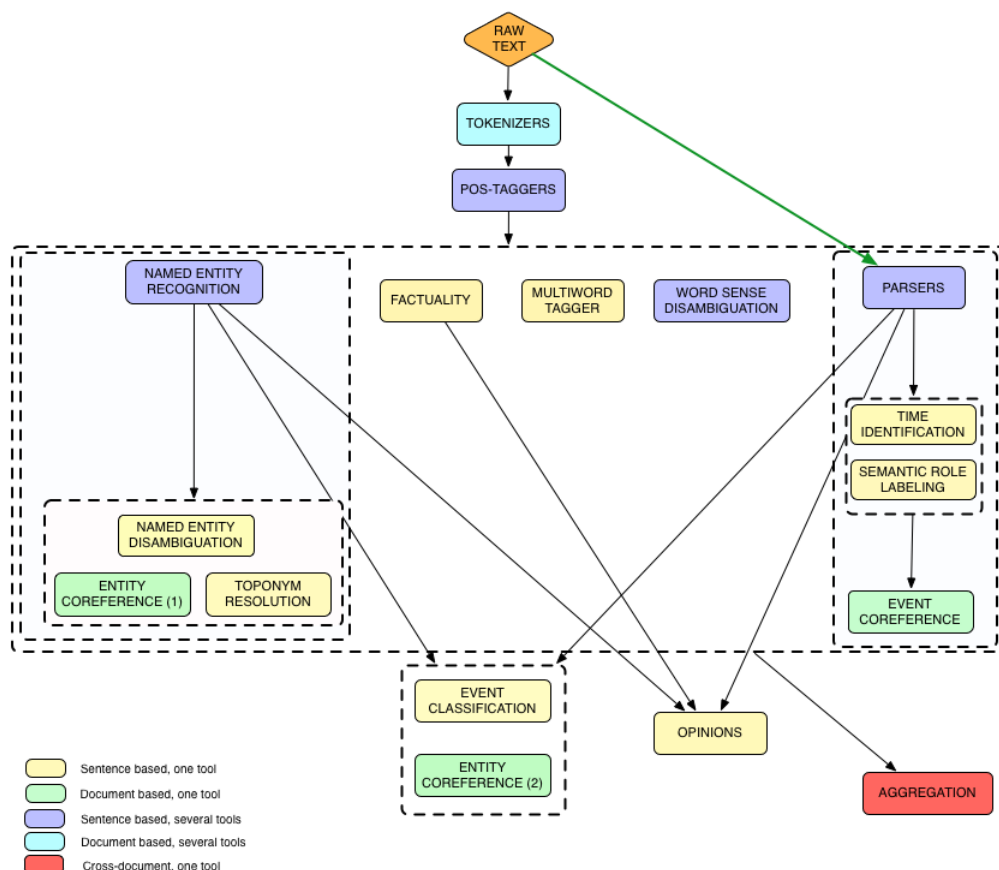 RAW
TEXT
TOKENIZERS
POS-TAGGERS
NAMED ENTITY
RECOGNITION
FACTUALITY
MULTIWORD
TAGGER
WORD SENSE
DISAMBIGUATION
PARSERS
TIME
IDENTIFICATION
SEMANTIC ROLE
LABELING
NAMED ENTITY
DISAMBIGUATION
ENTITY
COREFERENCE (1)
TOPONYM
RESOLUTION
EVENT
COREFERENCE
EVENT
CLASSIFICATION
ENTITY
COREFERENCE (2)
OPINIONS
AGGREGATION
Sentence based, one tool
Document based, one tool
Sentence based, several tools
Document based, several tools
Cross-document, one tool